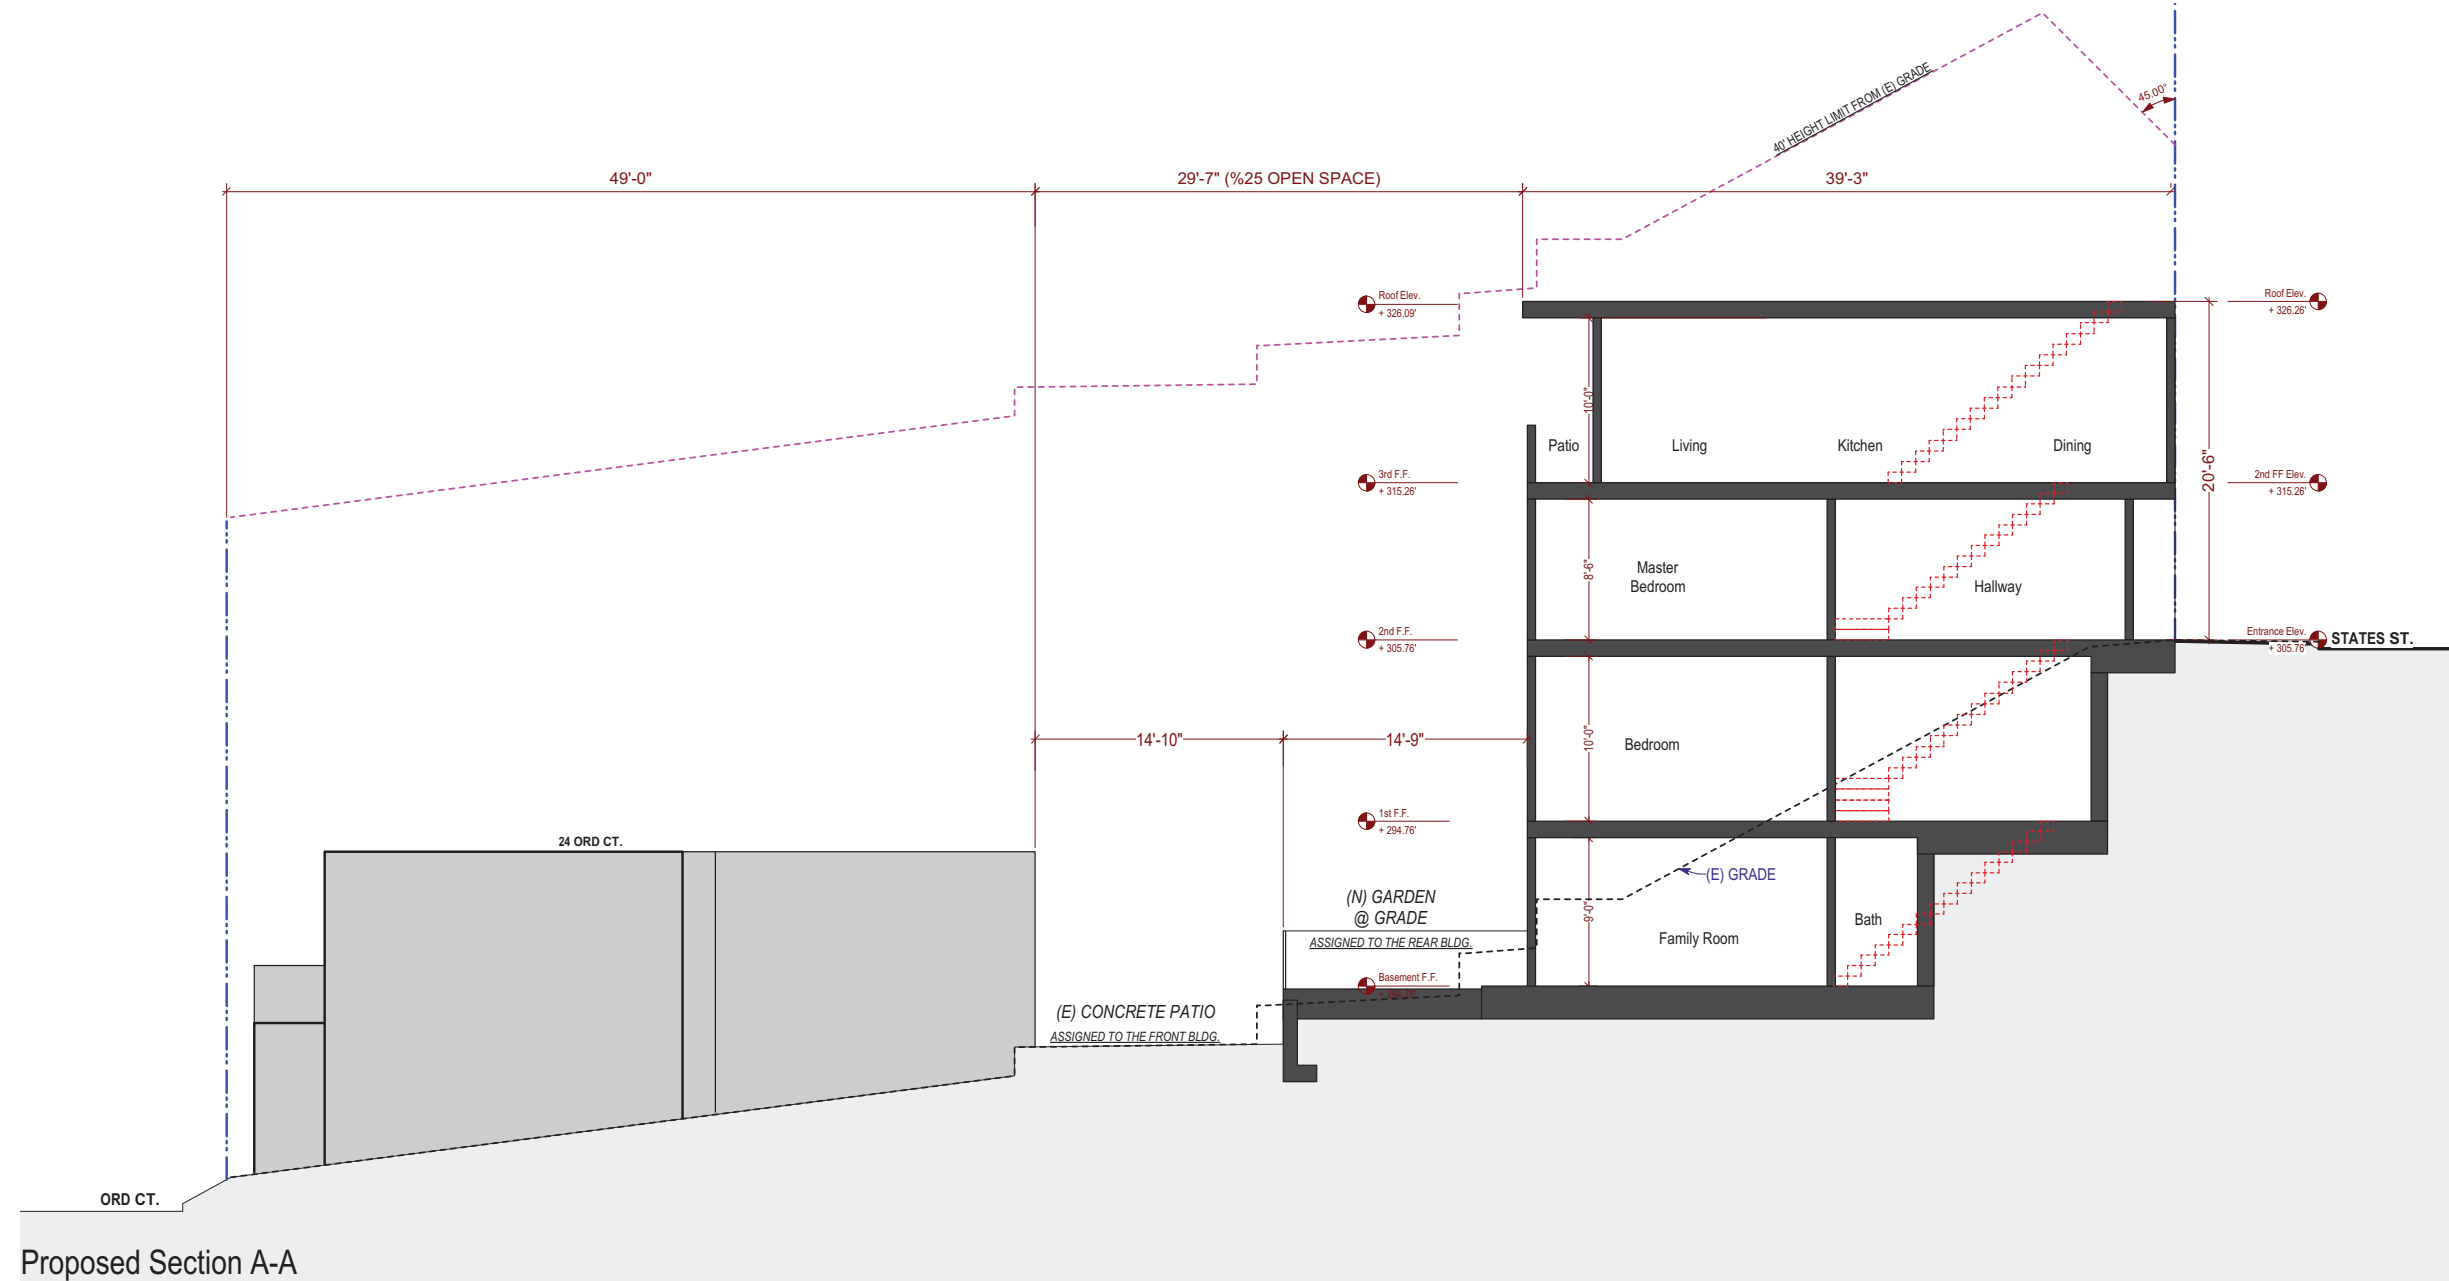 40' HEIGHT LIMIT FROM (E) GRADE
45.00°
49'-0"
29'-7" (%25 OPEN SPACE)
39'-3"
Roof Elev.
+ 326.09'
Roof Elev.
+ 326.26'
10'-0"
Patio
Living
Kitchen
Dining
20'-6"
3rd F.F.
+ 315.26'
2nd FF Elev.
+ 315.26'
8'-6"
Master
Bedroom
Hallway
2nd F.F.
+ 305.76'
Entrance Elev.
+ 305.76'
STATES ST.
14'-10"
14'-9"
10'-0"
Bedroom
1st F.F.
+ 294.76'
24 ORD CT.
(E) GRADE
(N) GARDEN
@ GRADE
ASSIGNED TO THE REAR BLDG.
9'-0"
Family Room
Bath
Basement F.F.
(E) CONCRETE PATIO
ASSIGNED TO THE FRONT BLDG.
ORD CT.
Proposed Section A-A